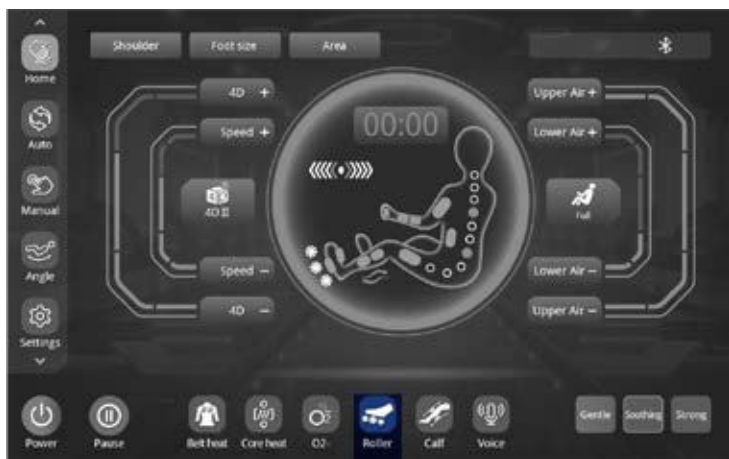 Shoulder
Foot size
Area
Home
Auto
Manual
Angle
Settings
4D +
Speed +
4D II
Speed −
4D −
00:00
Upper Air +
Lower Air +
Full
Lower Air −
Upper Air −
Power
Pause
Belt heat
Core heat
O2-
Roller
Calf
Voice
Gentle
Soothing
Strong